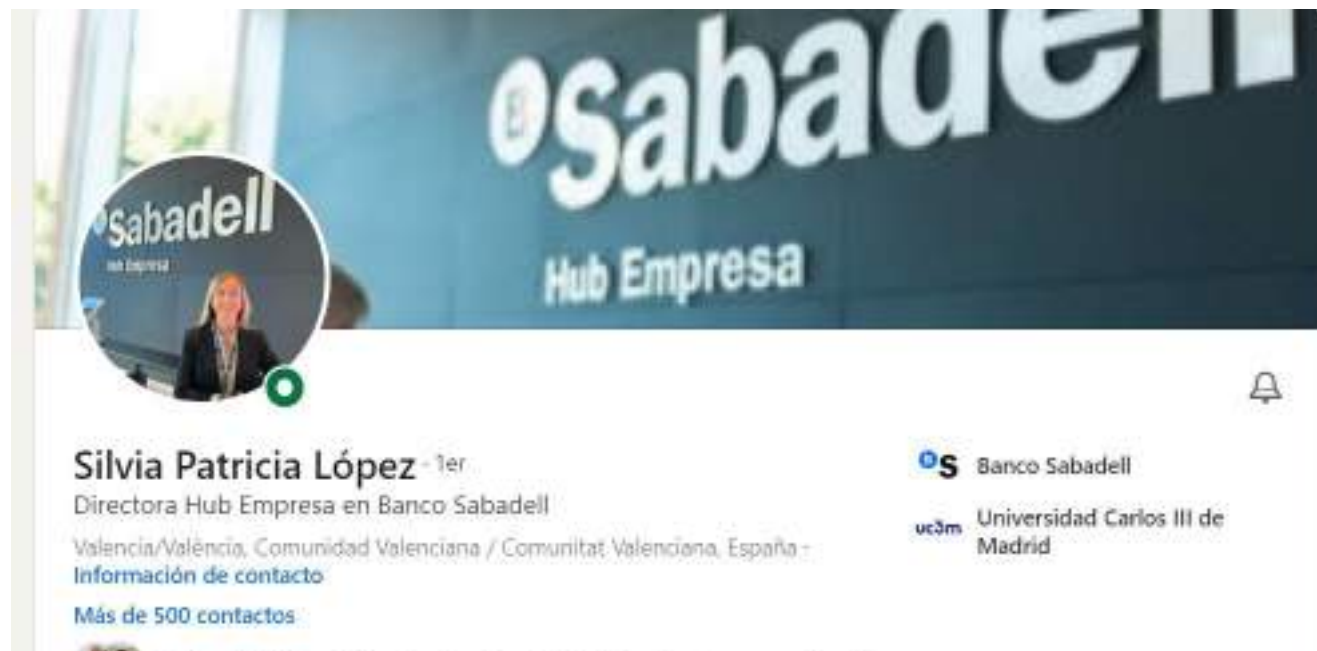 Sabadell
Hub Empresa
Sabadell
Hub Empresa
Silvia Patricia López · 1er
Directora Hub Empresa en Banco Sabadell
Valencia/València, Comunidad Valenciana / Comunitat Valenciana, España ·
Información de contacto
Más de 500 contactos
S Banco Sabadell
uc3m Universidad Carlos III de
Madrid